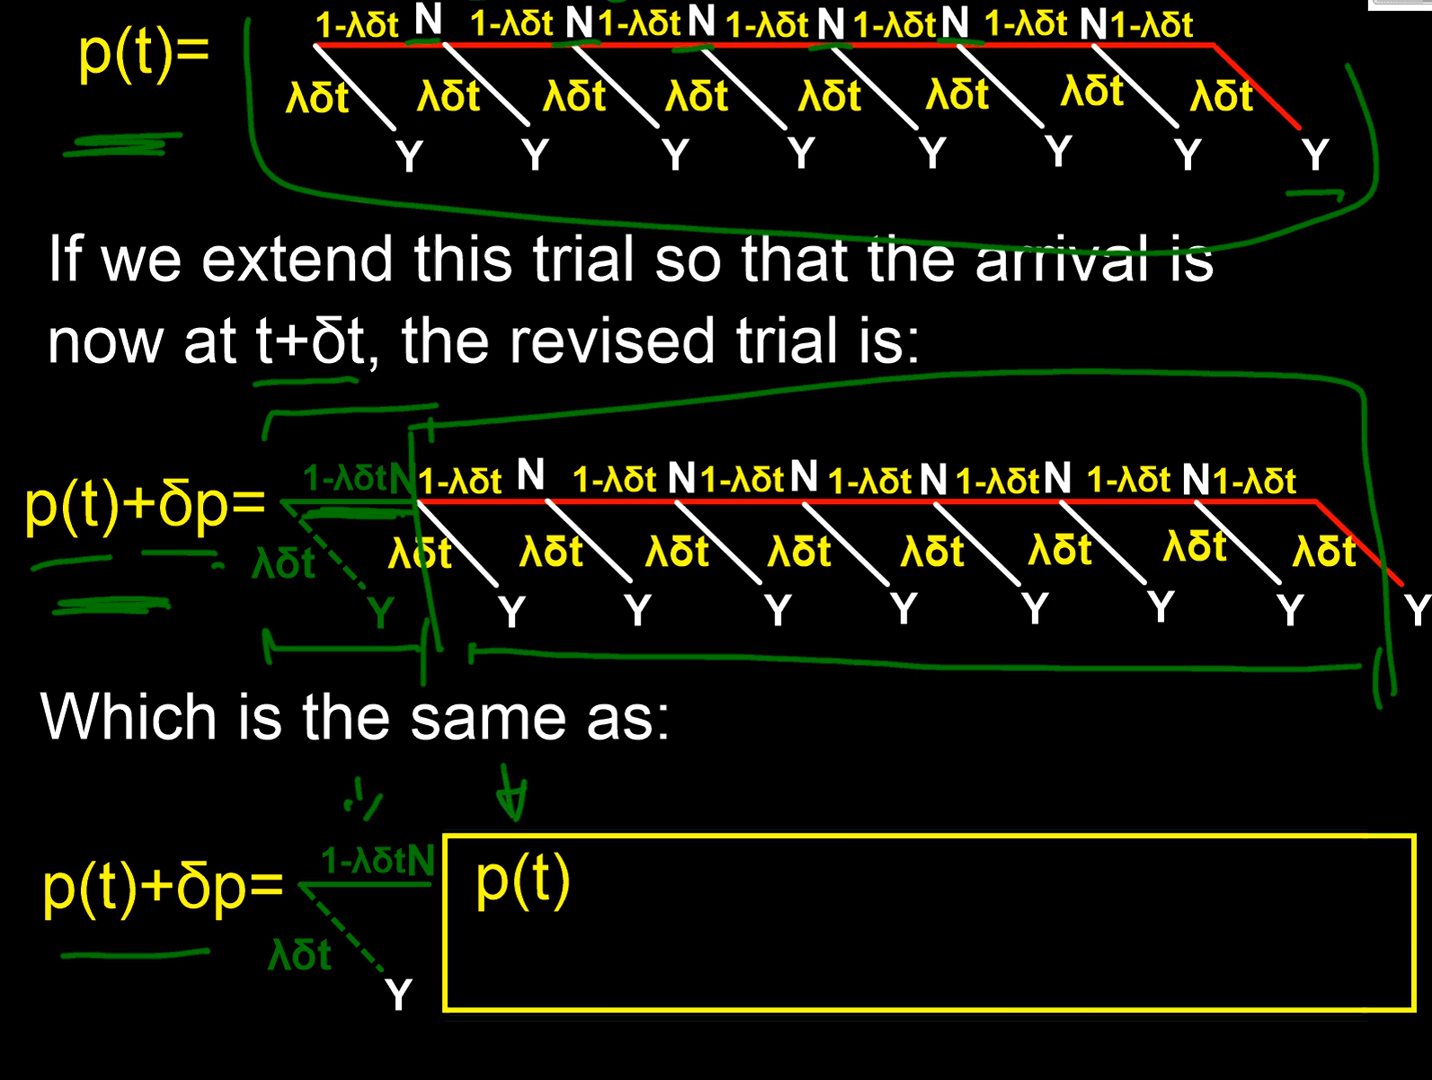 1-λδt N 1-λδt N 1-λδt N 1-λδt N 1-λδt N 1-λδt N 1-λδt
p(t)=
λδt λδt λδt λδt λδt λδt λδt λδt
Y Y Y Y Y Y Y Y
If we extend this trial so that the arrival is
now at t+δt, the revised trial is:
1-λδtN 1-λδt N 1-λδt N 1-λδt N 1-λδt N 1-λδt N 1-λδt N 1-λδt
p(t)+δp=
λδt λδt λδt λδt λδt λδt λδt λδt λδt
Y Y Y Y Y Y Y Y Y
Which is the same as:
1-λδtN
p(t)+δp= p(t)
λδt
Y